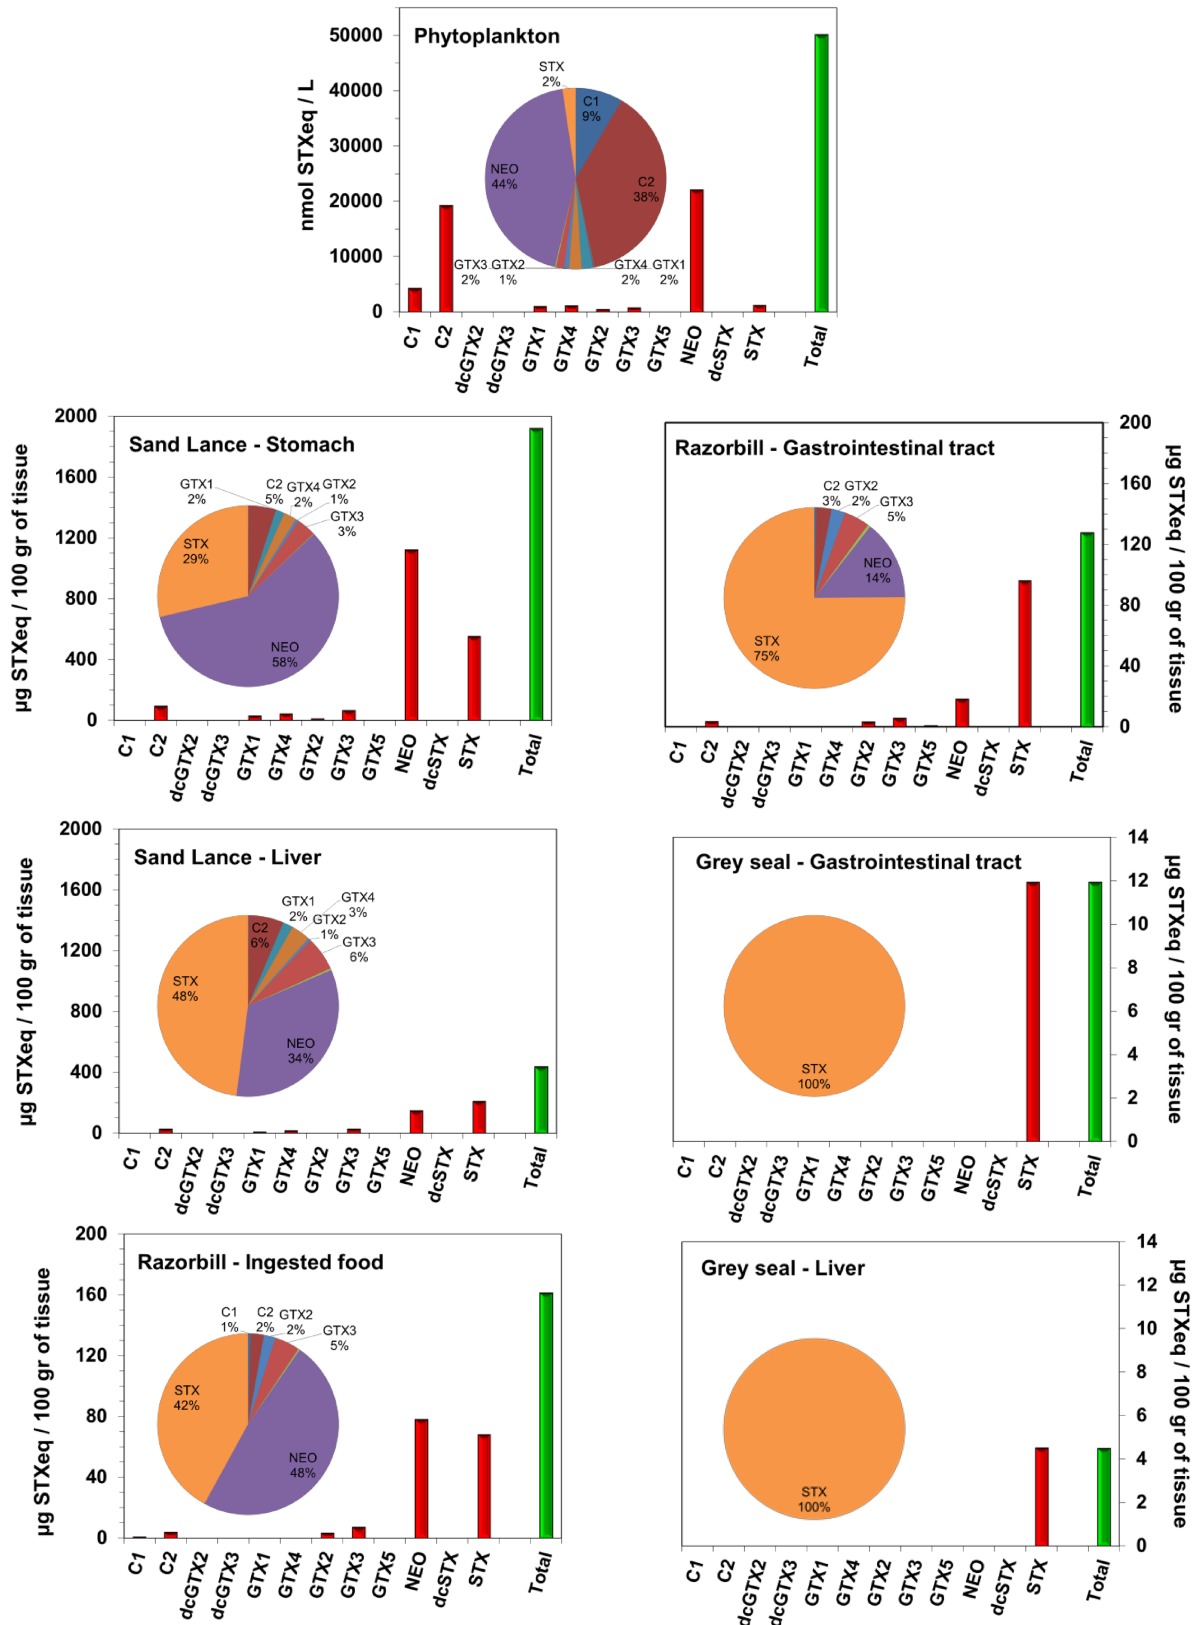 Phytoplankton
nmol STXeq / L
50000
40000
30000
20000
10000
0
STX
2%
C1
9%
NEO
44%
C2
38%
GTX3
2%
GTX2
1%
GTX4
2%
GTX1
2%
C1
C2
dcGTX2
dcGTX3
GTX1
GTX4
GTX2
GTX3
GTX5
NEO
dcSTX
STX
Total
Sand Lance - Stomach
µg STXeq / 100 gr of tissue
2000
1600
1200
800
400
0
GTX1
2%
C2
5%
GTX4
2%
GTX2
1%
GTX3
3%
STX
29%
NEO
58%
C1
C2
dcGTX2
dcGTX3
GTX1
GTX4
GTX2
GTX3
GTX5
NEO
dcSTX
STX
Total
Razorbill - Gastrointestinal tract
µg STXeq / 100 gr of tissue
200
160
120
80
40
0
C2
3%
GTX2
2%
GTX3
5%
NEO
14%
STX
75%
C1
C2
dcGTX2
dcGTX3
GTX1
GTX4
GTX2
GTX3
GTX5
NEO
dcSTX
STX
Total
Sand Lance - Liver
µg STXeq / 100 gr of tissue
2000
1600
1200
800
400
0
C2
6%
GTX1
2%
GTX4
3%
GTX2
1%
GTX3
6%
STX
48%
NEO
34%
C1
C2
dcGTX2
dcGTX3
GTX1
GTX4
GTX2
GTX3
GTX5
NEO
dcSTX
STX
Total
Grey seal - Gastrointestinal tract
µg STXeq / 100 gr of tissue
14
12
10
8
6
4
2
0
STX
100%
C1
C2
dcGTX2
dcGTX3
GTX1
GTX4
GTX2
GTX3
GTX5
NEO
dcSTX
STX
Total
Razorbill - Ingested food
µg STXeq / 100 gr of tissue
200
160
120
80
40
0
C1
1%
C2
2%
GTX2
2%
GTX3
5%
STX
42%
NEO
48%
C1
C2
dcGTX2
dcGTX3
GTX1
GTX4
GTX2
GTX3
GTX5
NEO
dcSTX
STX
Total
Grey seal - Liver
µg STXeq / 100 gr of tissue
14
12
10
8
6
4
2
0
STX
100%
C1
C2
dcGTX2
dcGTX3
GTX1
GTX4
GTX2
GTX3
GTX5
NEO
dcSTX
STX
Total